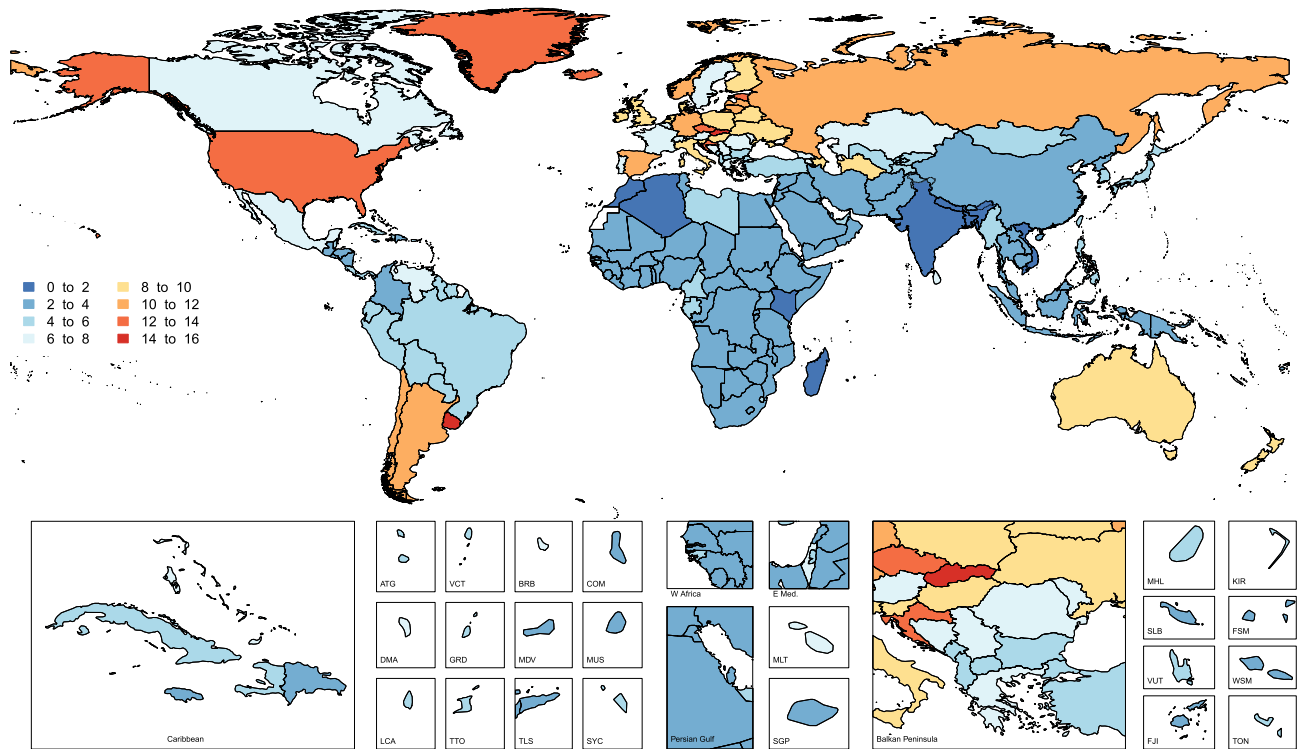 0 to 2
2 to 4
4 to 6
6 to 8
8 to 10
10 to 12
12 to 14
14 to 16
Caribbean
ATG
VCT
BRB
COM
DMA
GRD
MDV
MUS
LCA
TTO
TLS
SYC
W Africa
E Med.
Persian Gulf
MLT
SGP
Balkan Peninsula
MHL
KIR
SLB
FSM
VUT
WSM
FJI
TON